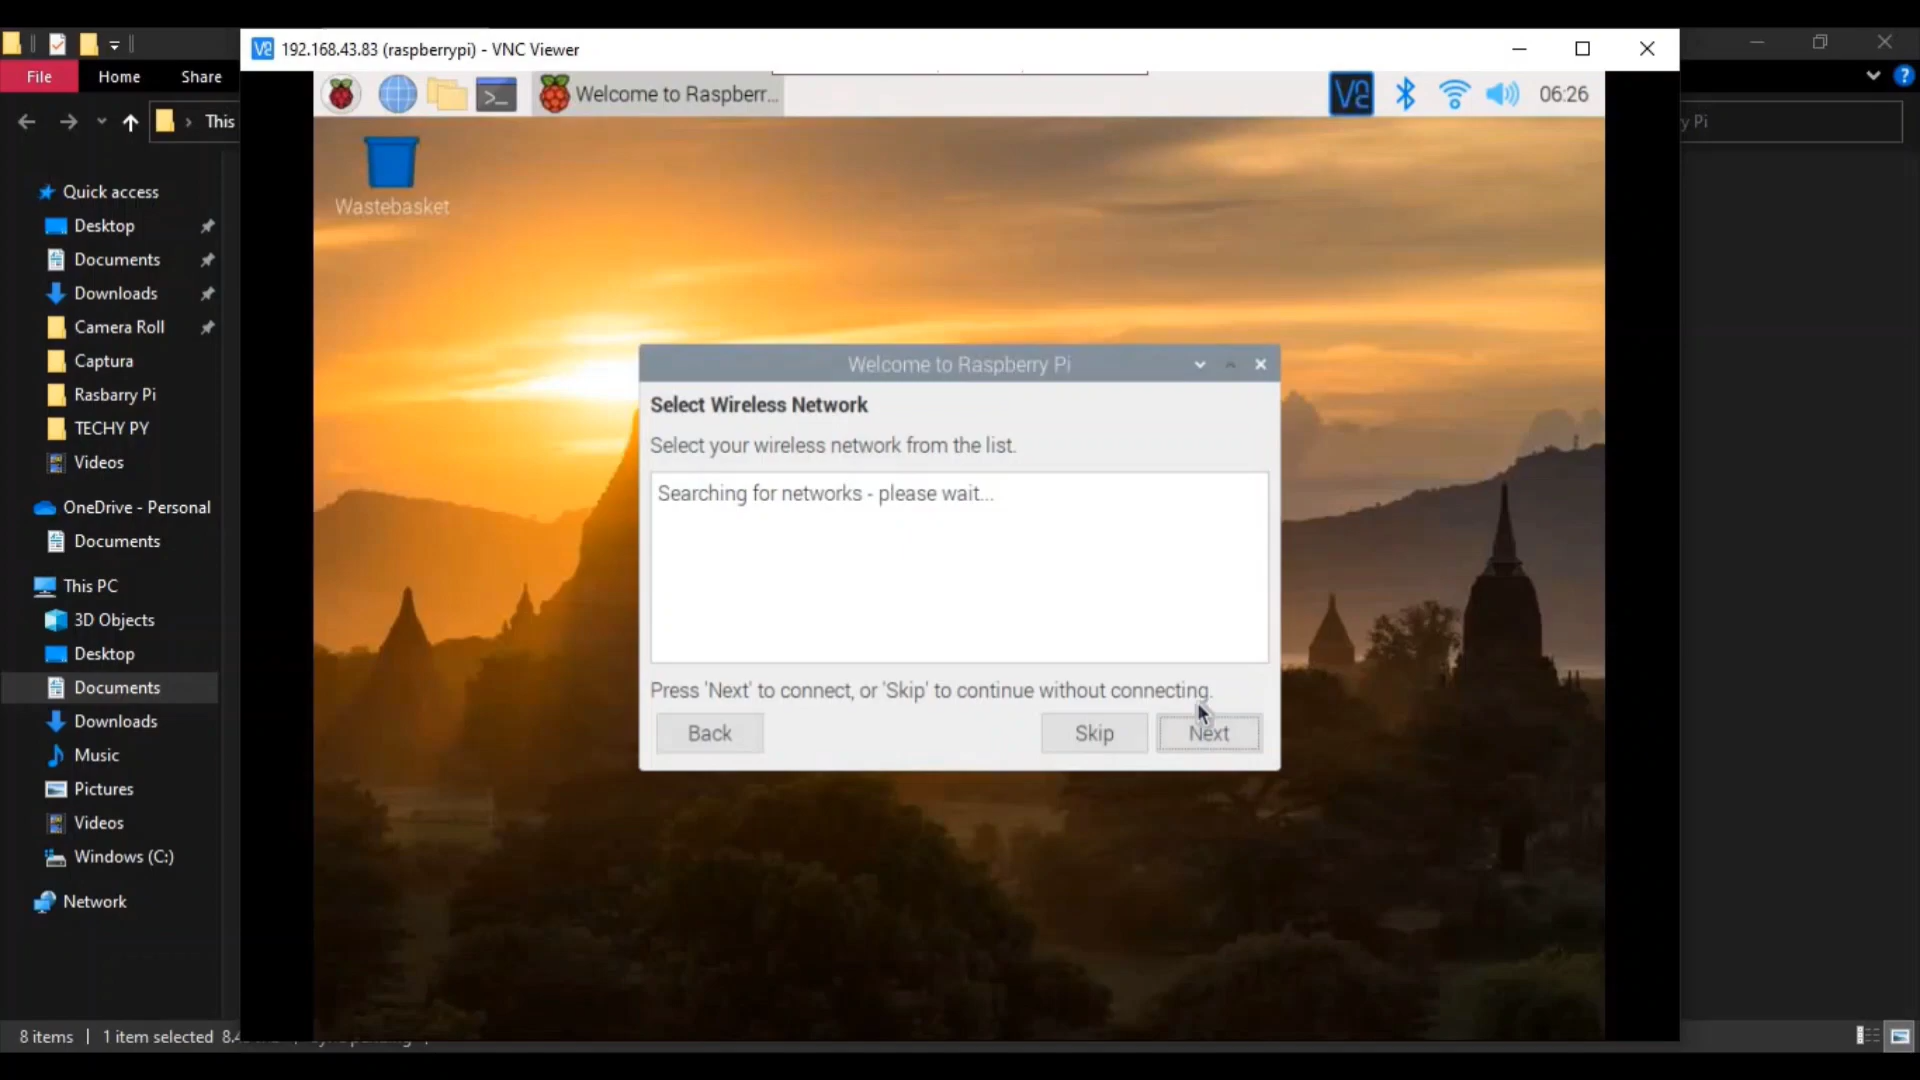 192.168.43.83 (raspberrypi) - VNC Viewer
File
Home
Share
This
y Pi
Welcome to Raspberr...
06:26
Wastebasket
Quick access
Desktop
Documents
Downloads
Camera Roll
Captura
Rasbarry Pi
TECHY PY
Videos
OneDrive - Personal
Documents
This PC
3D Objects
Desktop
Documents
Downloads
Music
Pictures
Videos
Windows (C:)
Network
Welcome to Raspberry Pi
Select Wireless Network
Select your wireless network from the list.
Searching for networks - please wait...
Press 'Next' to connect, or 'Skip' to continue without connecting.
Back
Skip
Next
8 items
1 item selected